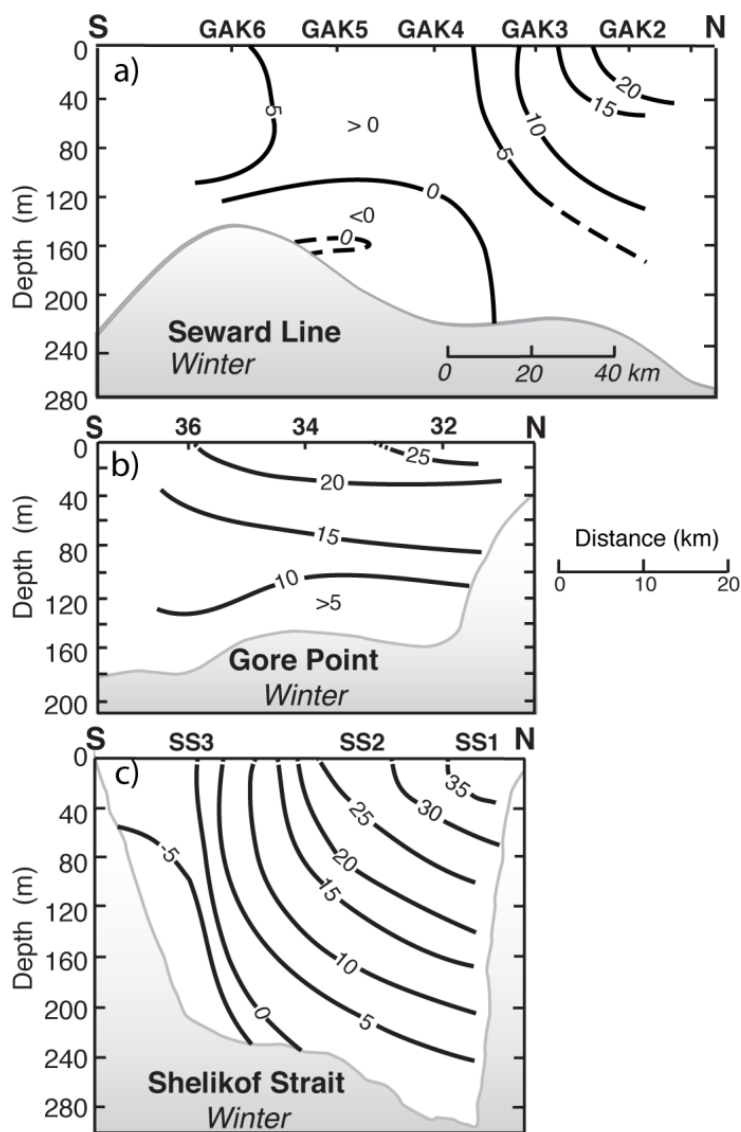 S GAK6 GAK5 GAK4 GAK3 GAK2 N
a)
0
40
80
120
160
200
240
280
Depth (m)
5
> 0
0
<0
0
5
10
15
20
Seward Line
Winter
0 20 40 km
S 36 34 32 N
b)
0
40
80
120
160
200
Depth (m)
25
20
15
10
>5
Gore Point
Winter
Distance (km)
0 10 20
S SS3 SS2 SS1 N
c)
0
40
80
120
160
200
240
280
Depth (m)
-5
0
5
10
15
20
25
30
35
Shelikof Strait
Winter